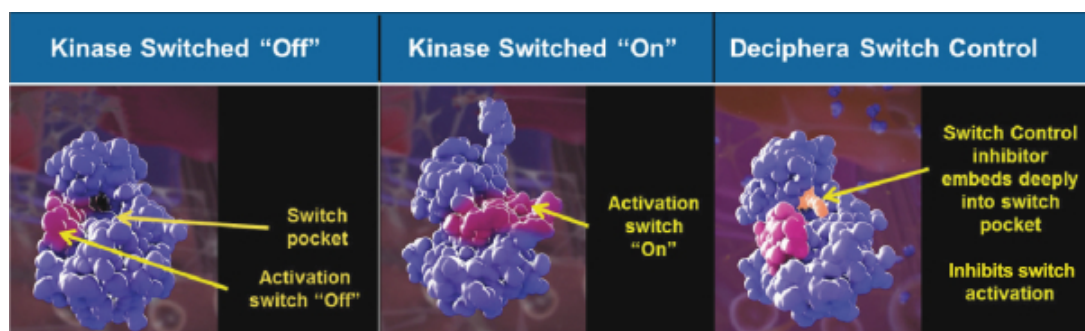 Kinase Switched “Off”
Kinase Switched “On”
Deciphera Switch Control
Switch
pocket
Activation
switch “Off”
Activation
switch
“On”
Switch Control
inhibitor
embeds deeply
into switch
pocket
Inhibits switch
activation